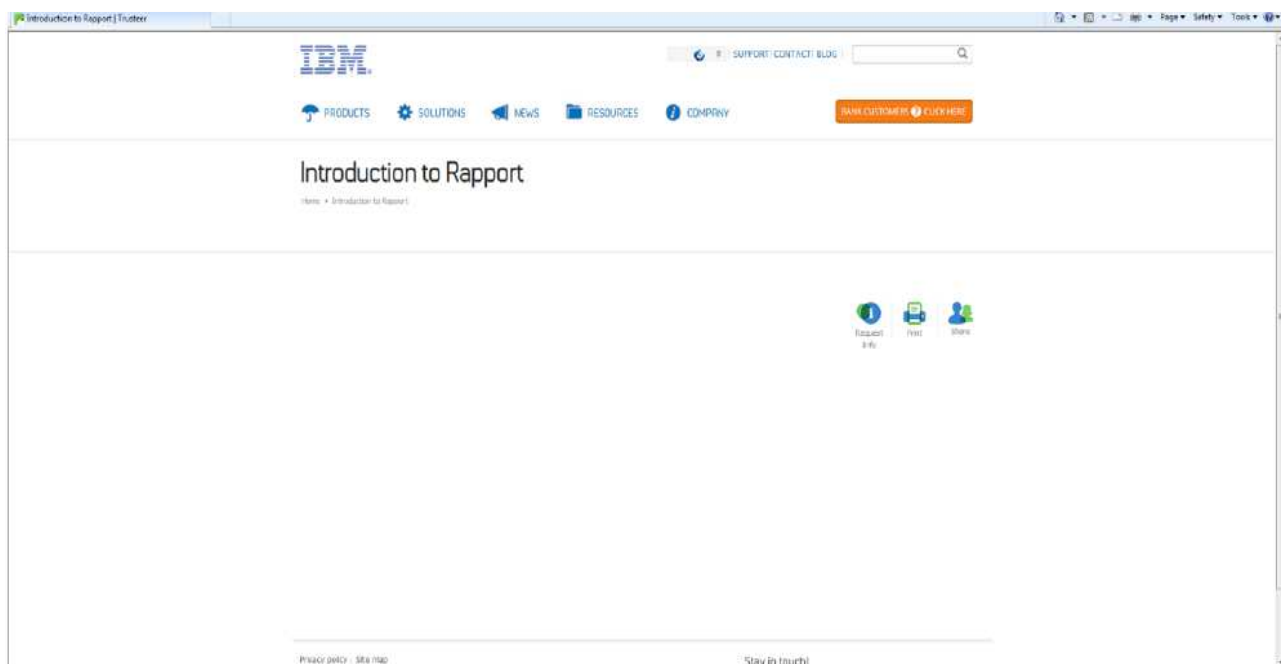 Introduction to Rapport | Trusteer
Page Safety Tools
IBM.
SUPPORT CONTACT BLOG
PRODUCTS SOLUTIONS NEWS RESOURCES COMPANY
BANK CUSTOMERS ? CLICK HERE
Introduction to Rapport
Home Introduction to Rapport
Request Print Share
Info
Privacy policy Site map
Stay in touch!